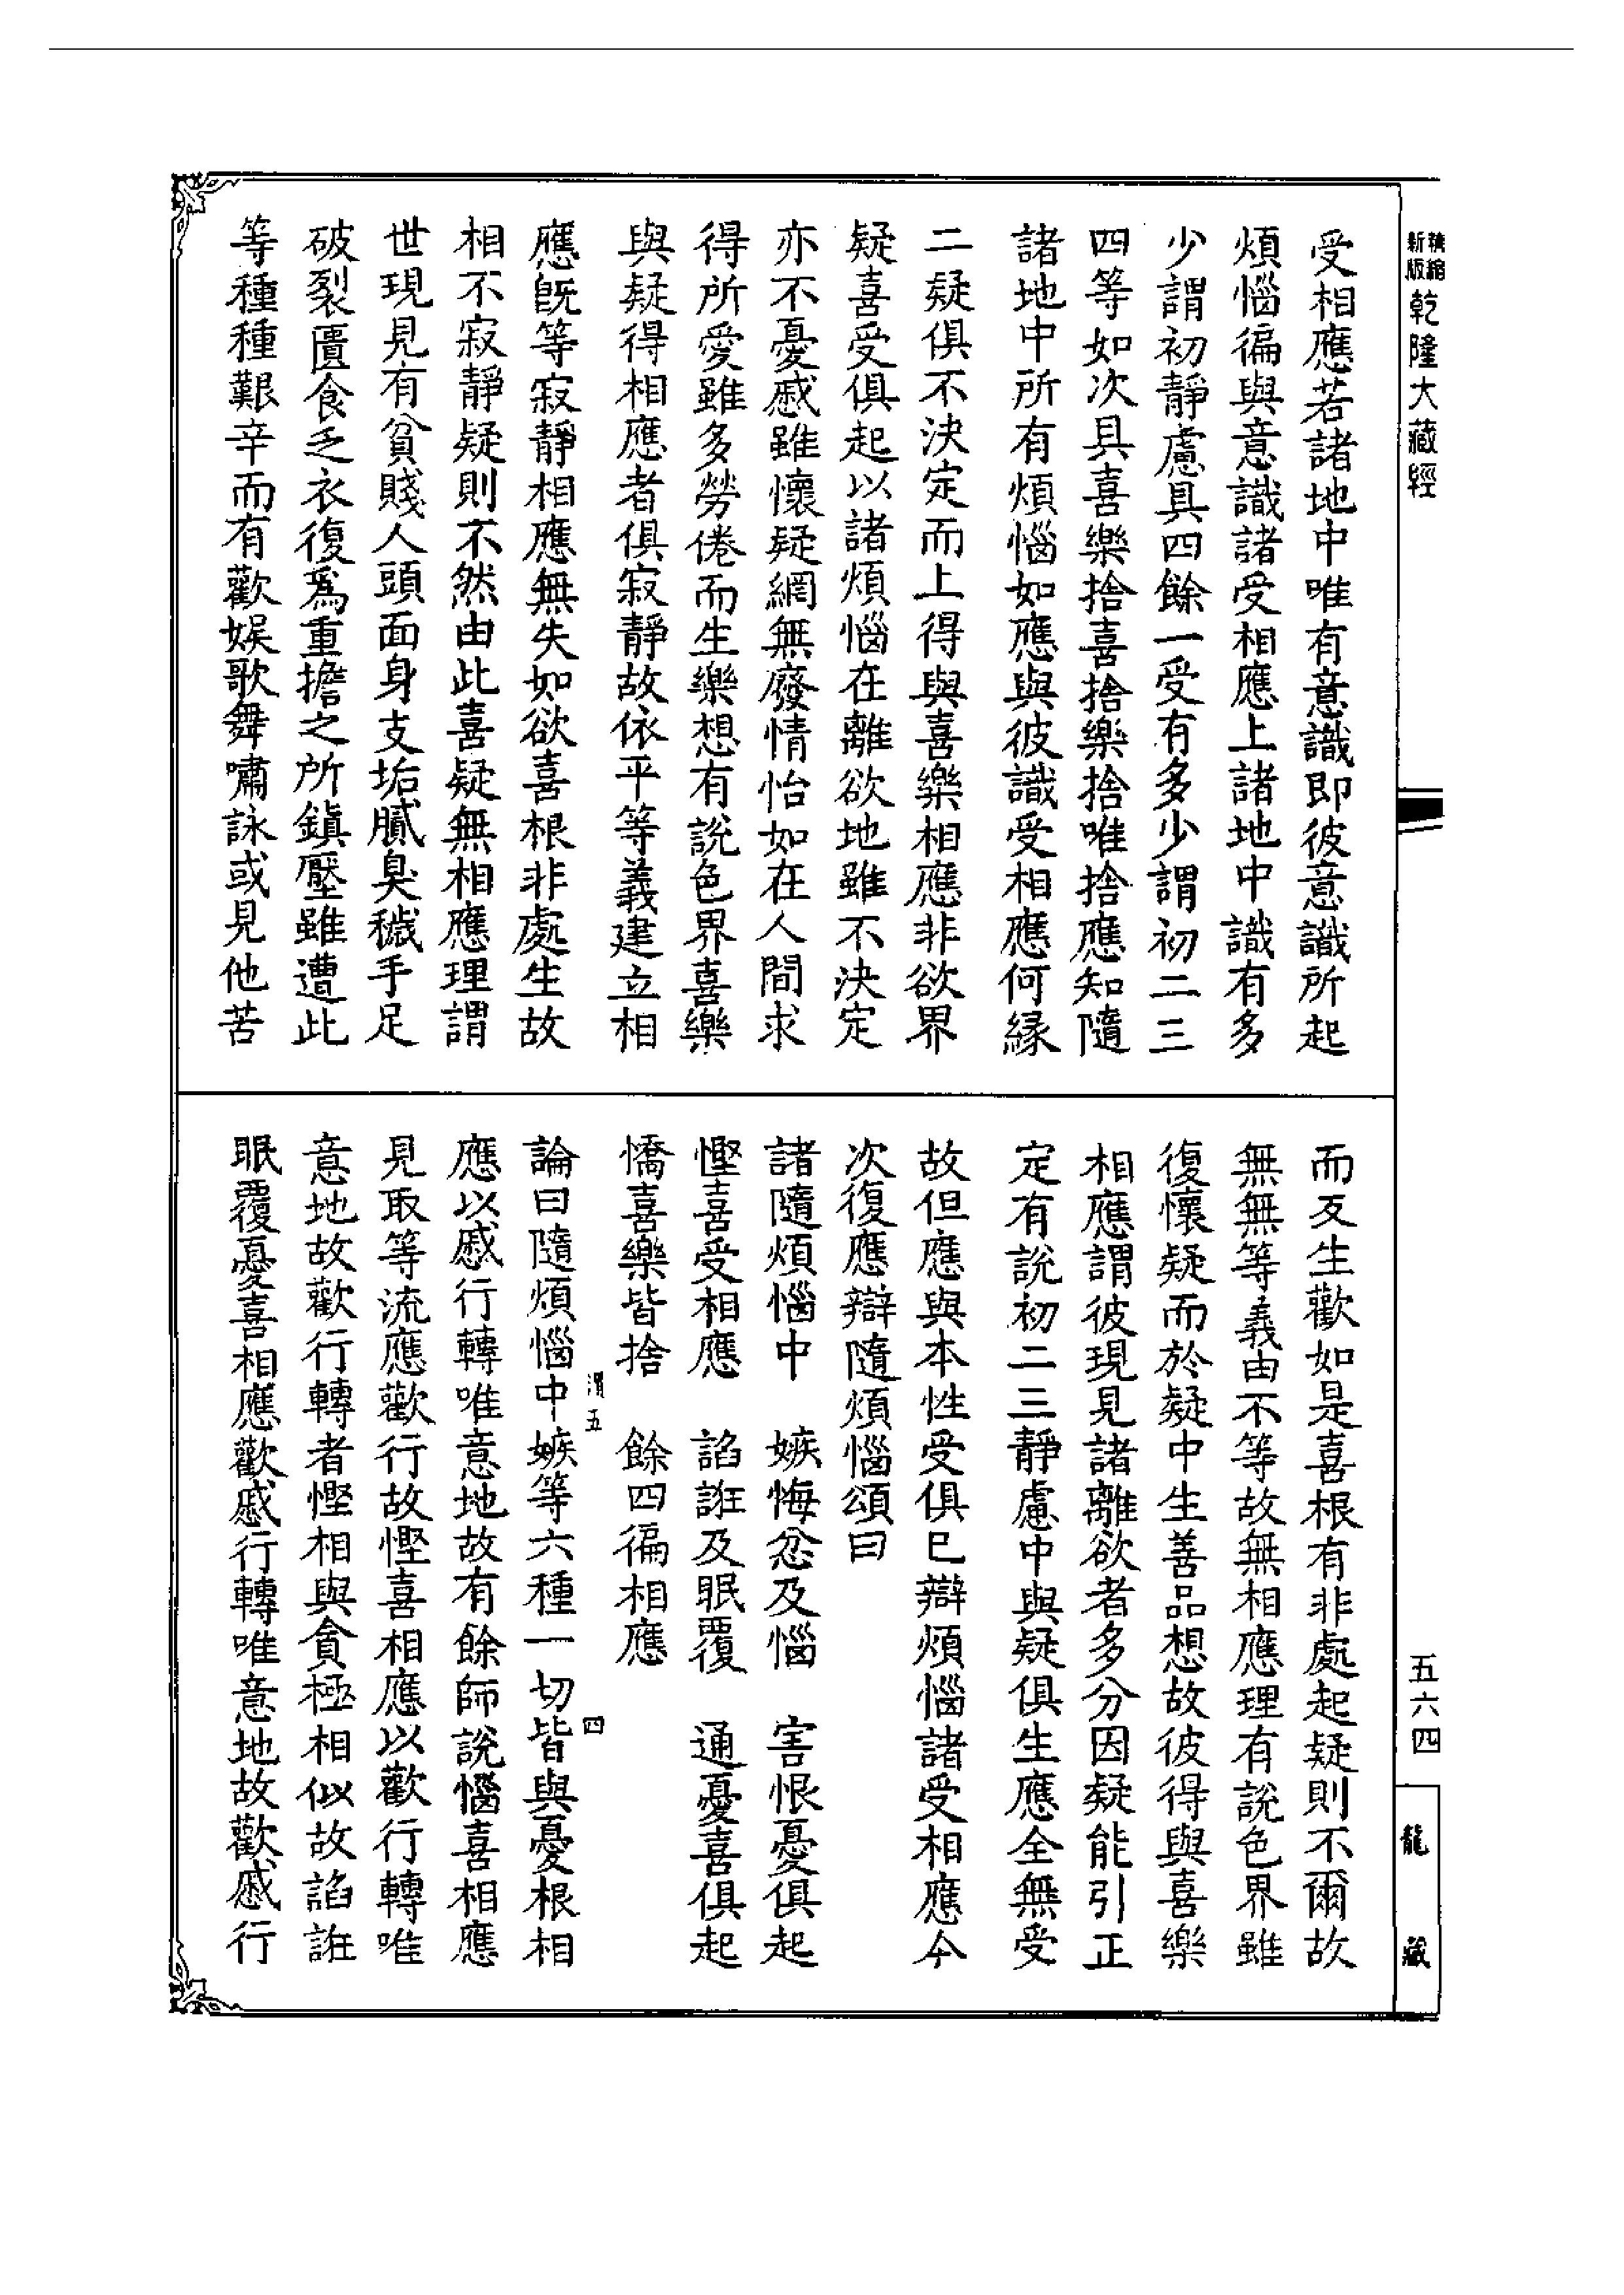 精縮
新版
乾隆大藏經
受相應若諸地中唯有意識即彼意識所起
煩惱徧與意識諸受相應上諸地中識有多
少謂初靜慮具四餘一受有多少謂初二三
四等如次具喜樂捨喜捨樂捨唯捨應知隨
諸地中所有煩惱如應與彼識受相應何緣
二疑俱不決定而上得與喜樂相應非欲界
疑喜受俱起以諸煩惱在離欲地雖不決定
亦不憂慼雖懷疑網無廢情怡如在人間求
得所愛雖多勞倦而生樂想有說色界喜樂
與疑得相應者俱寂靜故依平等義建立相
應旣等寂靜相應無失如欲喜根非處生故
相不寂靜疑則不然由此喜疑無相應理謂
世現見有貧賤人頭面身支垢膩臭穢手足
破裂匱食乏衣復爲重擔之所鎮壓雖遭此
等種種艱辛而有歡娛歌舞嘯詠或見他苦
而反生歡如是喜根有非處起疑則不爾故
無無等義由不等故無相應理有說色界雖
復懷疑而於疑中生善品想故彼得與喜樂
相應謂彼現見諸離欲者多分因疑能引正
定有說初二三靜慮中與疑俱生應全無受
故但應與本性受俱已辯煩惱諸受相應今
次復應辯隨煩惱頌曰
諸隨煩惱中　嫉悔忿及惱　害恨憂俱起
慳喜受相應　諂誑及眠覆　通憂喜俱起
憍喜樂皆捨　餘四徧相應
渭五　四
論曰隨煩惱中嫉等六種一切皆與憂根相
應以慼行轉唯意地故有餘師說惱喜相應
見取等流應歡行故慳喜相應以歡行轉唯
意地故歡行轉者慳相與貪極相似故諂誑
眠覆憂喜相應歡慼行轉唯意地故歡慼行
五六四
龍藏